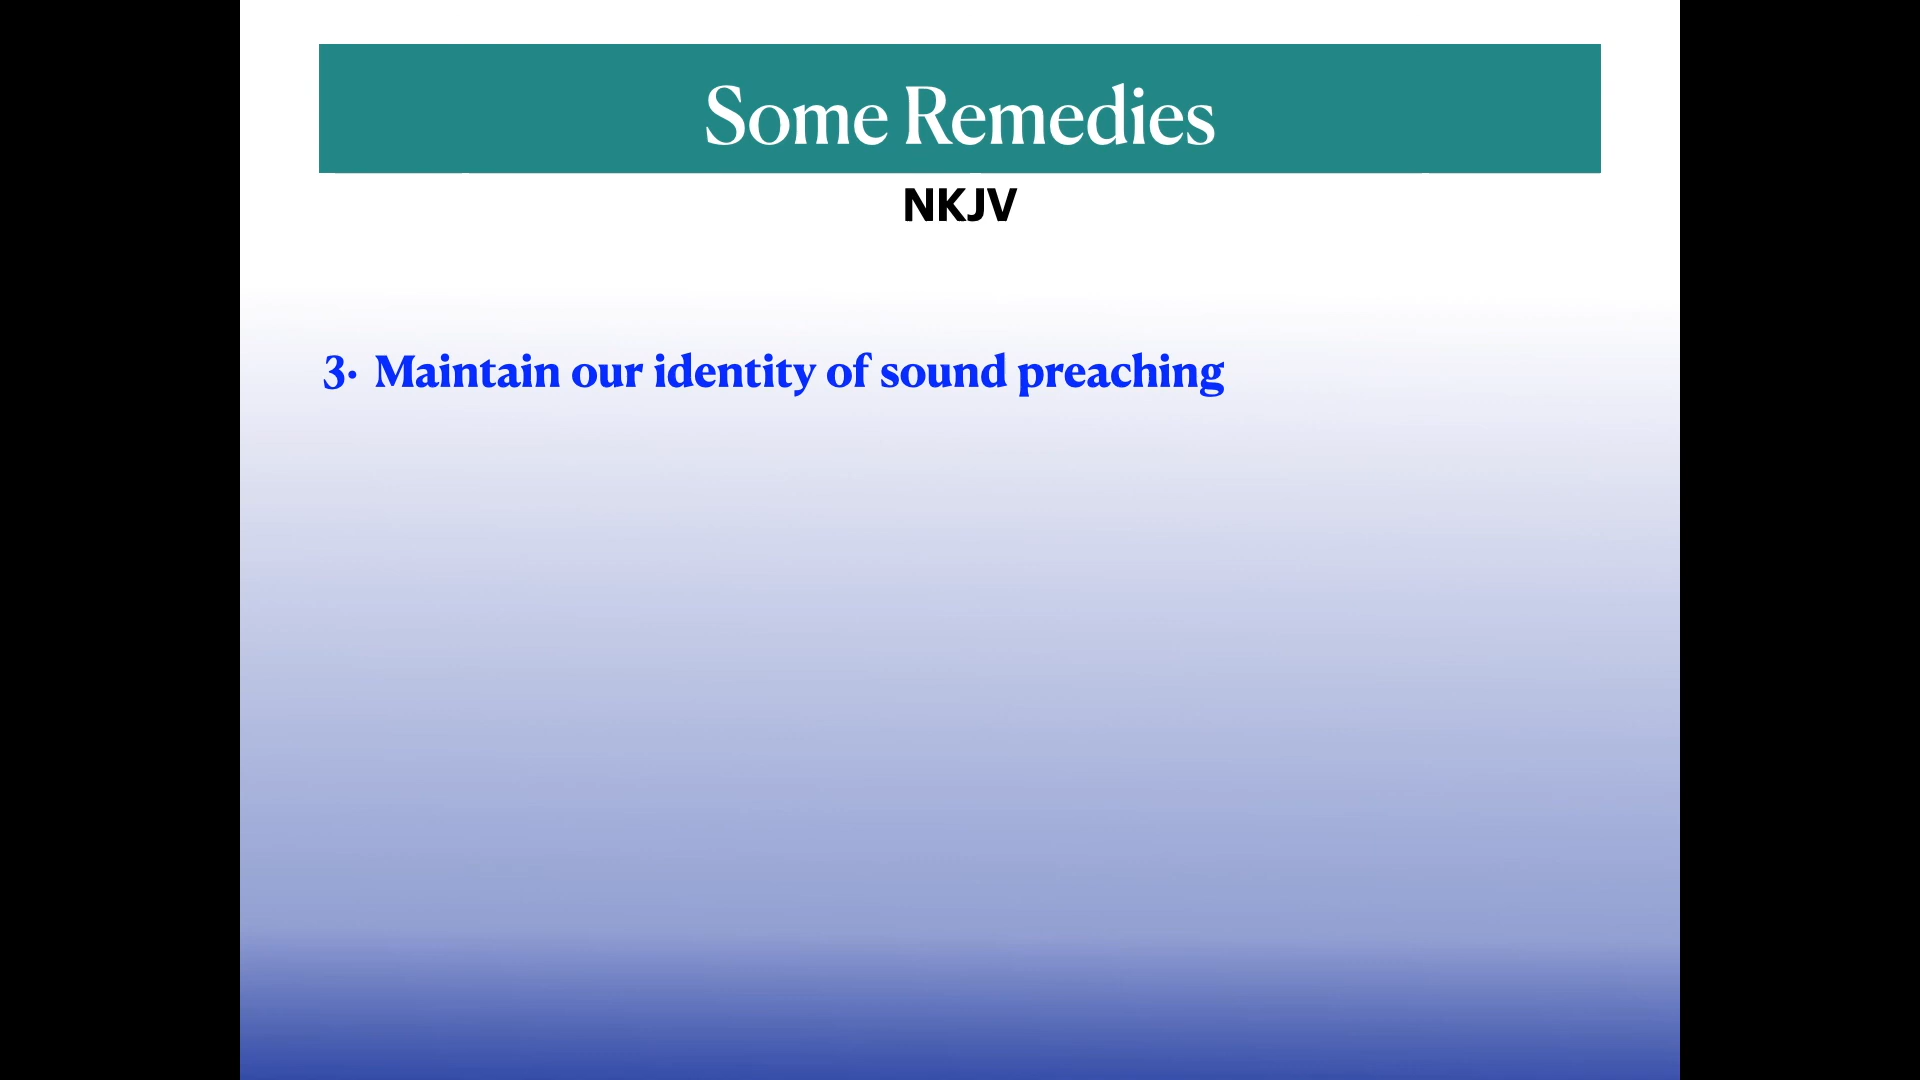 Some Remedies
NKJV
3. Maintain our identity of sound preaching